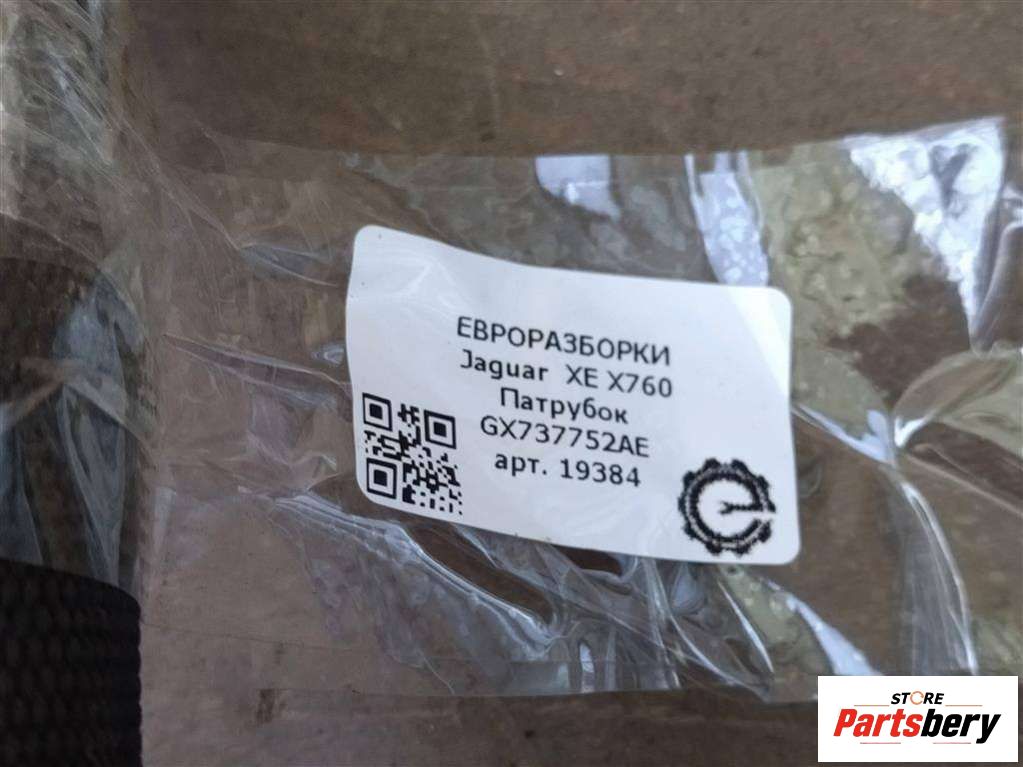 ЕВРОРАЗБОРКИ
Jaguar XE X760
Патрубок
GX737752AE
арт. 19384
STORE
Partsbery